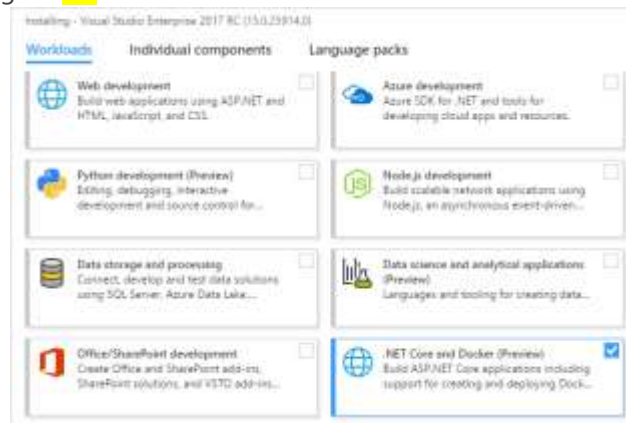 Installing - Visual Studio Enterprise 2017 RC (15.0.25914.0)
Workloads Individual components Language packs
Web development
Build web applications using ASP.NET and
HTML, JavaScript, and CSS.
Azure development
Azure SDK for .NET and tools for
developing cloud apps and resources.
Python development (Preview)
Editing, debugging, interactive
development and source control for...
Node.js development
Build scalable network applications using
Node.js, an asynchronous event-driven...
Data storage and processing
Connect, develop and test data solutions
using SQL Server, Azure Data Lake...
Data science and analytical applications
(Preview)
Languages and tooling for creating data...
Office/SharePoint development
Create Office and SharePoint add-ins,
SharePoint solutions, and VSTO add-ins...
.NET Core and Docker (Preview)
Build ASP.NET Core applications including
support for creating and deploying Dock...